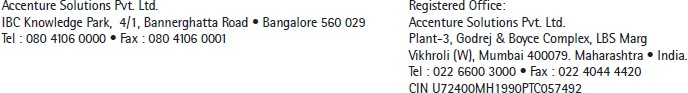 Accenture Solutions Pvt. Ltd.
IBC Knowledge Park, 4/1, Bannerghatta Road • Bangalore 560 029
Tel : 080 4106 0000 • Fax : 080 4106 0001
Registered Office:
Accenture Solutions Pvt. Ltd.
Plant-3, Godrej & Boyce Complex, LBS Marg
Vikhroli (W), Mumbai 400079. Maharashtra • India.
Tel : 022 6600 3000 • Fax : 022 4044 4420
CIN U72400MH1990PTC057492